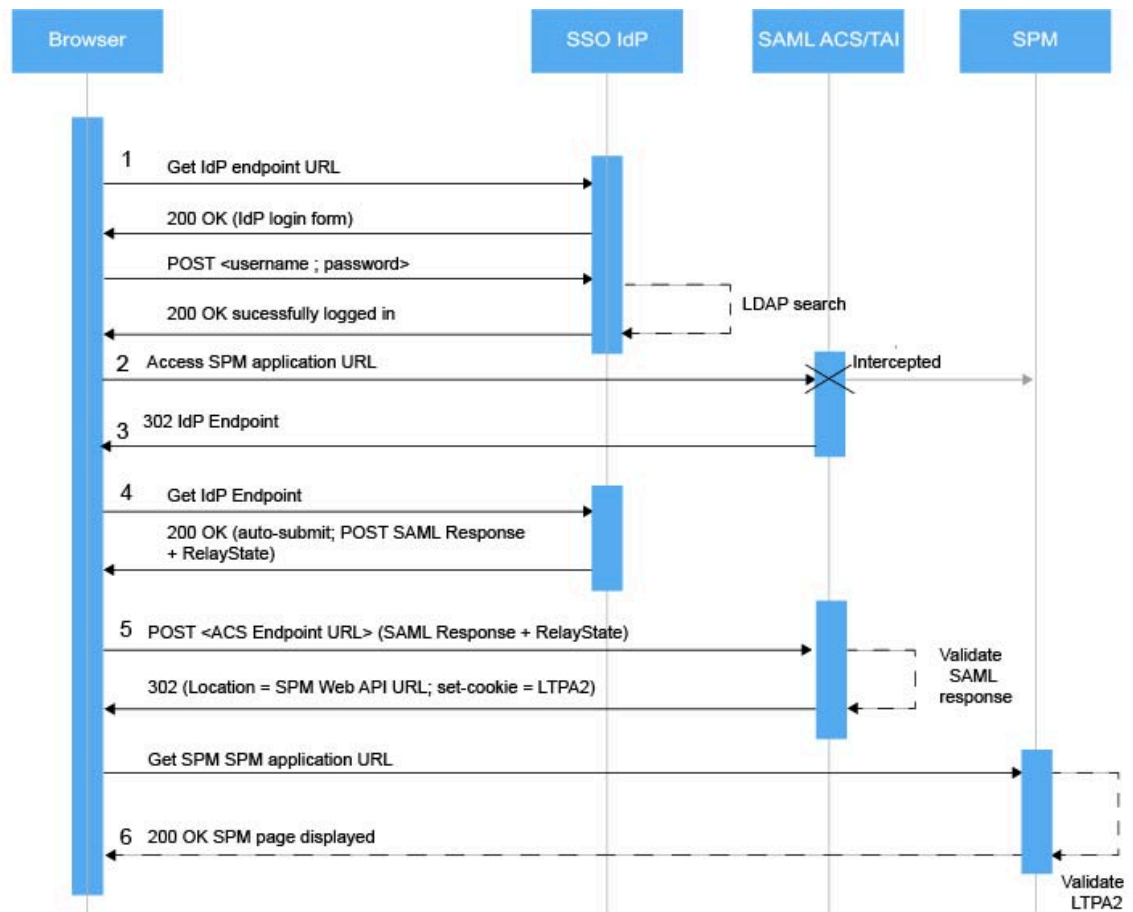 Browser
SSO IdP
SAML ACS/TAI
SPM
1
Get IdP endpoint URL
200 OK (IdP login form)
POST <username ; password>
LDAP search
200 OK sucessfully logged in
2
Access SPM application URL
Intercepted
3
302 IdP Endpoint
4
Get IdP Endpoint
200 OK (auto-submit; POST SAML Response
+ RelayState)
5
POST <ACS Endpoint URL> (SAML Response + RelayState)
Validate
SAML
response
302 (Location = SPM Web API URL; set-cookie = LTPA2)
Get SPM SPM application URL
6
200 OK SPM page displayed
Validate
LTPA2